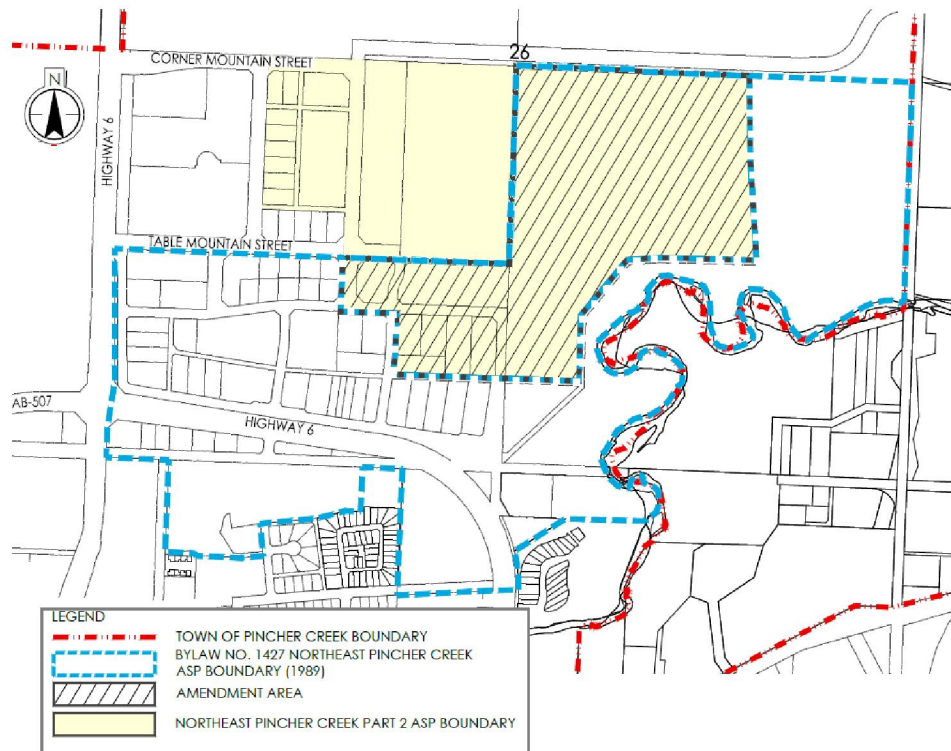 26
CORNER MOUNTAIN STREET
N
HIGHWAY 6
TABLE MOUNTAIN STREET
AB-507
HIGHWAY 6
LEGEND
TOWN OF PINCHER CREEK BOUNDARY
BYLAW NO. 1427 NORTHEAST PINCHER CREEK
ASP BOUNDARY (1989)
AMENDMENT AREA
NORTHEAST PINCHER CREEK PART 2 ASP BOUNDARY